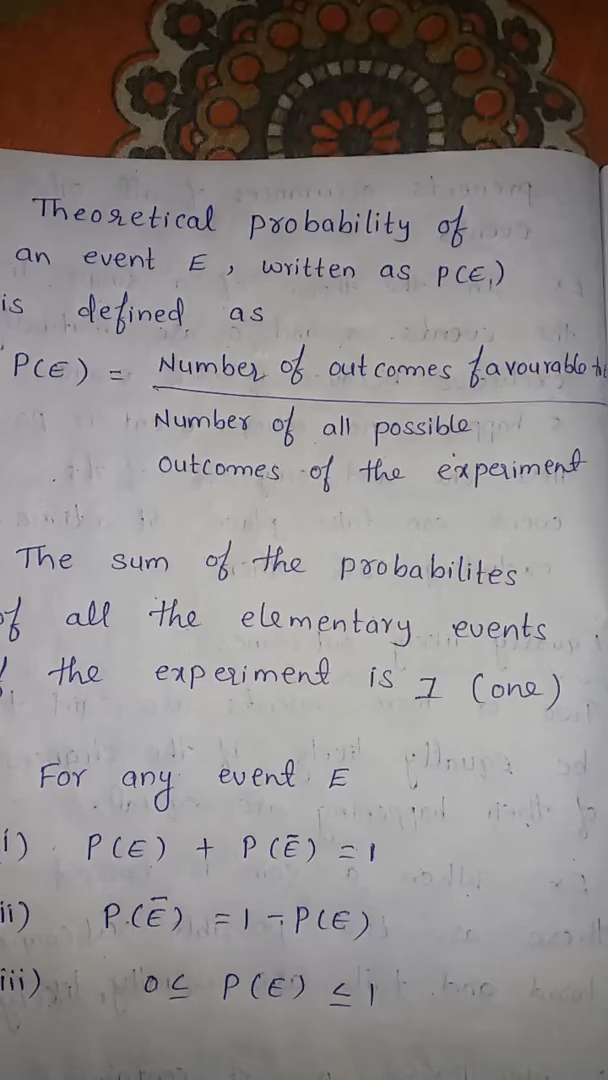 Theoretical probability of
an event E, written as P(E,)
is defined as
P(E) = Number of outcomes favourable
Number of all possible
outcomes of the experiment
The sum of the probabilites
of all the elementary events
the experiment is 1 (one)
For any event E
i) P(E) + P(Ē) = 1
ii) P(Ē) = 1 - P(E)
iii) 0 ≤ P(E) ≤ 1